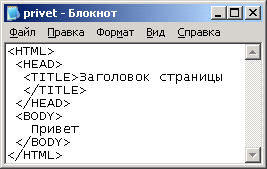 privet - Блокнот
Файл Правка Формат Вид Справка
<HTML>
<HEAD>
<TITLE>Заголовок страницы
</TITLE>
</HEAD>
<BODY>
Привет
</BODY>
</HTML>